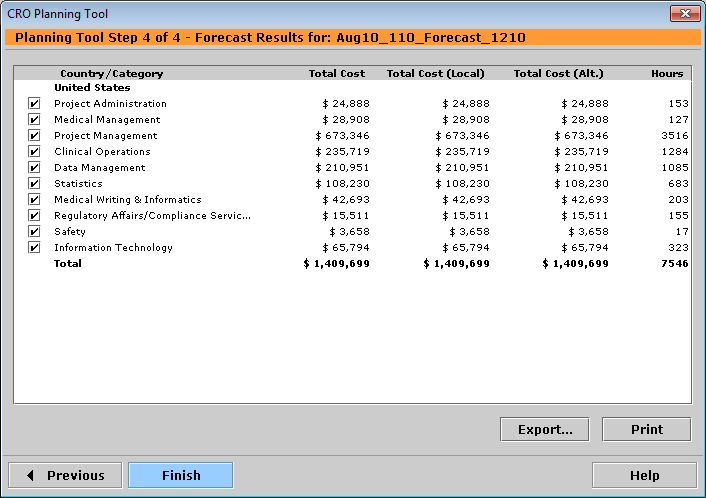 CRO Planning Tool
Planning Tool Step 4 of 4 - Forecast Results for: Aug10_110_Forecast_1210
Country/Category Total Cost Total Cost (Local) Total Cost (Alt.) Hours
United States
Project Administration $ 24,888 $ 24,888 $ 24,888 153
Medical Management $ 28,908 $ 28,908 $ 28,908 127
Project Management $ 673,346 $ 673,346 $ 673,346 3516
Clinical Operations $ 235,719 $ 235,719 $ 235,719 1284
Data Management $ 210,951 $ 210,951 $ 210,951 1085
Statistics $ 108,230 $ 108,230 $ 108,230 683
Medical Writing & Informatics $ 42,693 $ 42,693 $ 42,693 203
Regulatory Affairs/Compliance Servic... $ 15,511 $ 15,511 $ 15,511 155
Safety $ 3,658 $ 3,658 $ 3,658 17
Information Technology $ 65,794 $ 65,794 $ 65,794 323
Total $ 1,409,699 $ 1,409,699 $ 1,409,699 7546
Export... Print
Previous Finish Help